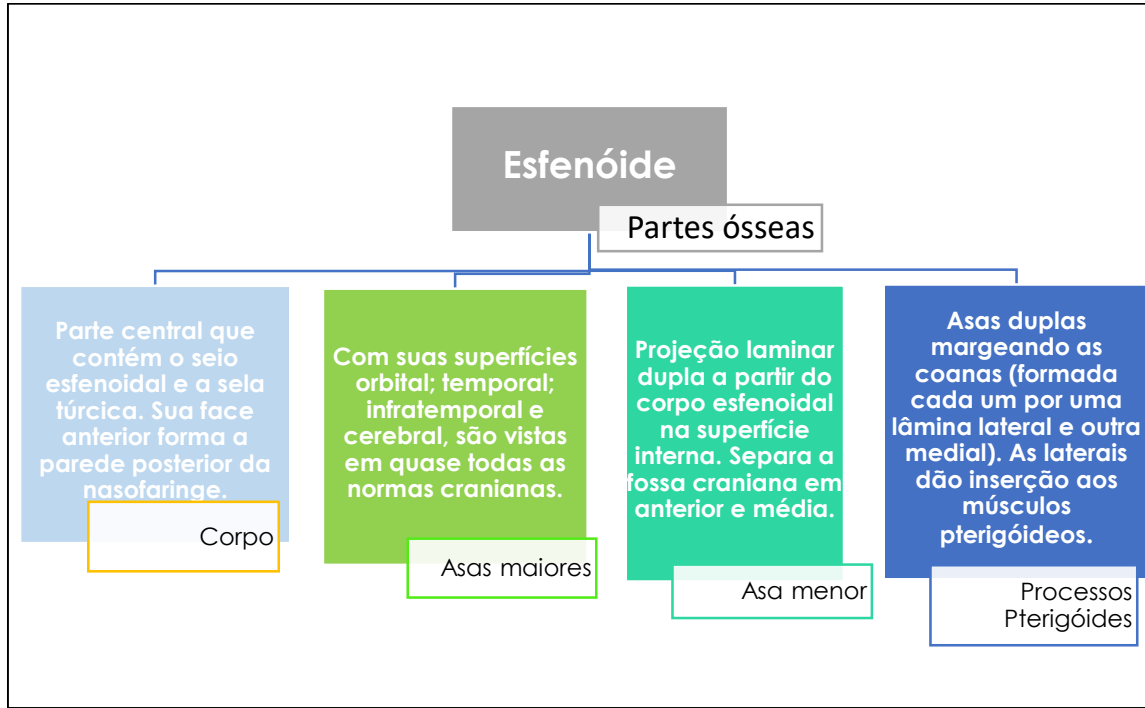 Esfenóide
Partes ósseas
Parte central que
contém o seio
esfenoidal e a sela
túrcica. Sua face
anterior forma a
parede posterior da
nasofaringe.
Corpo
Com suas superfícies
orbital; temporal;
infratemporal e
cerebral, são vistas
em quase todas as
normas cranianas.
Asas maiores
Projeção laminar
dupla a partir do
corpo esfenoidal
na superfície
interna. Separa a
fossa craniana em
anterior e média.
Asa menor
Asas duplas
margeando as
coanas (formada
cada um por uma
lâmina lateral e outra
medial). As laterais
dão inserção aos
músculos
pterigóideos.
Processos
Pterigóides